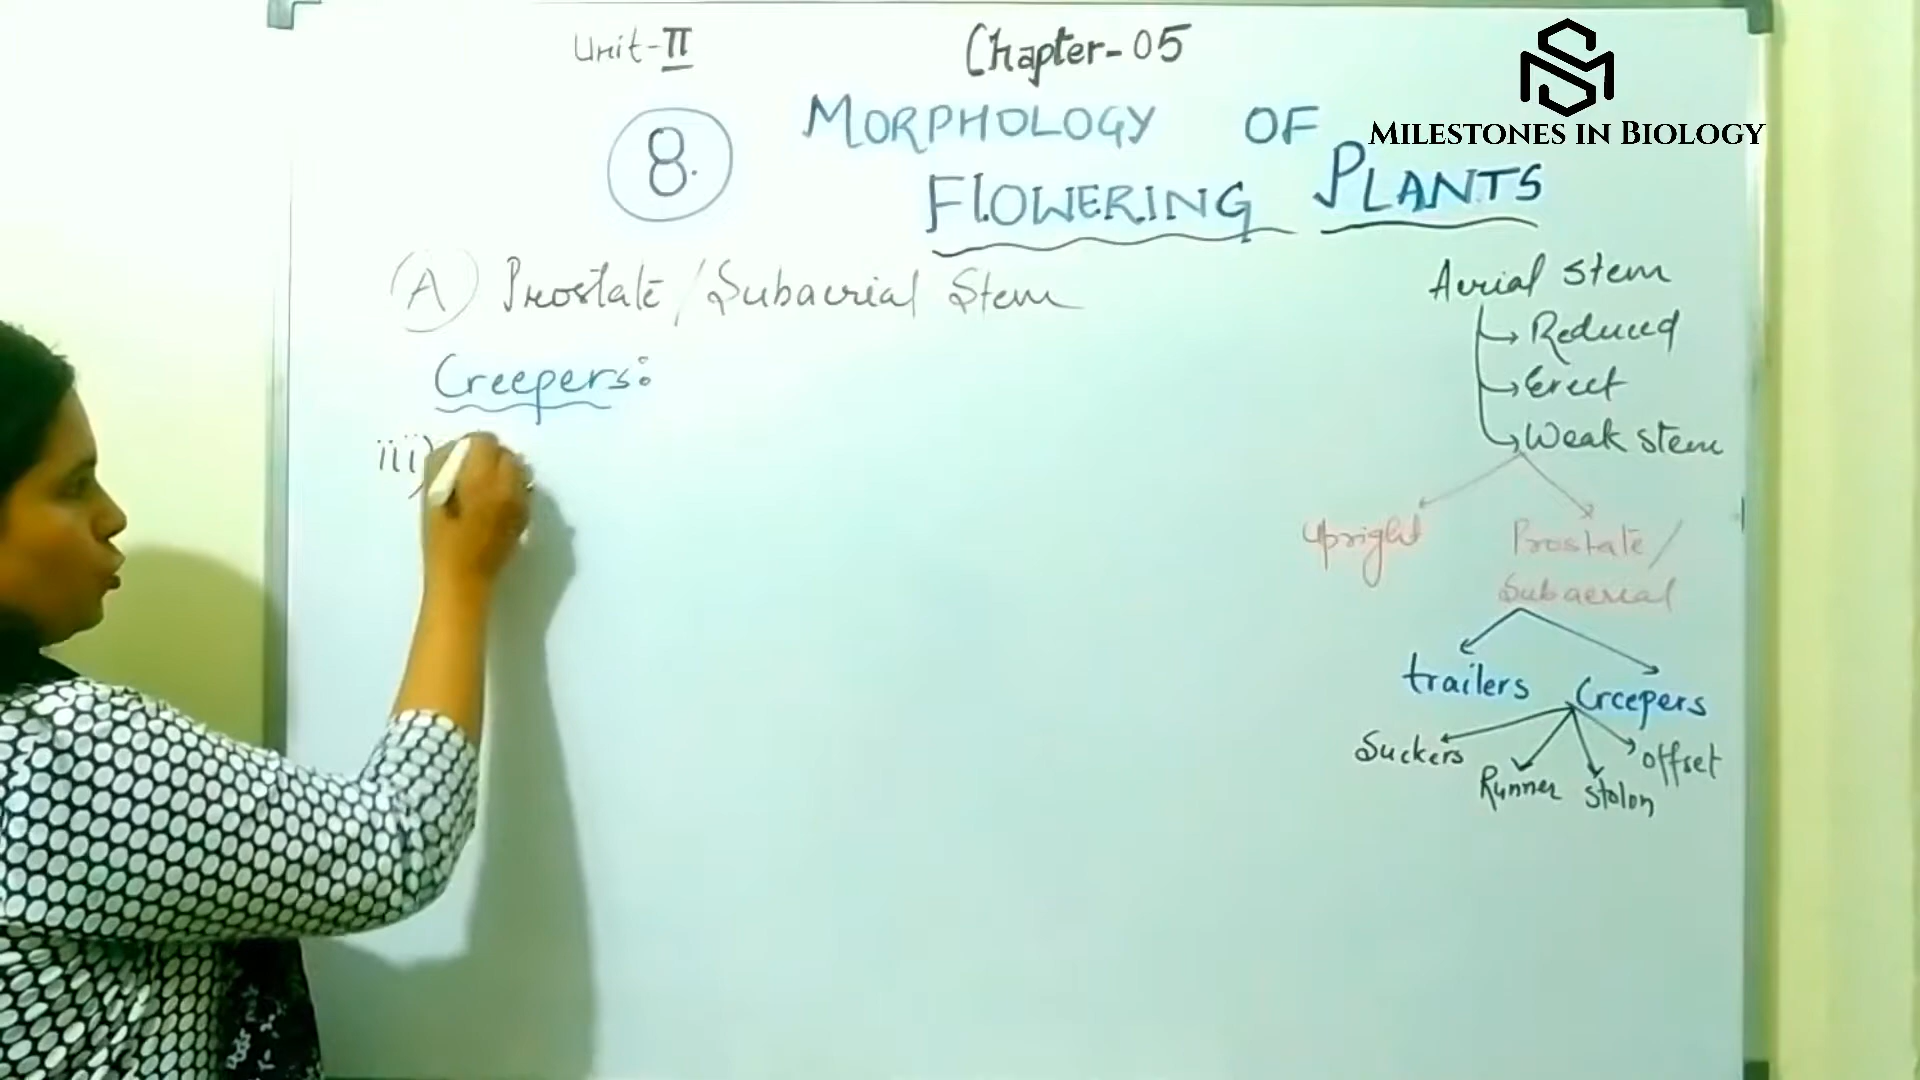 Unit-II
Chapter-05
MILESTONES IN BIOLOGY
8. MORPHOLOGY OF
FLOWERING PLANTS
A Prostate/Subaerial Stem
Creepers:
iii)
Aerial stem
Reduced
Erect
Weak stem
upright
Prostate/
Subaerial
trailers
Creepers
Suckers
Runner
stolon
offset